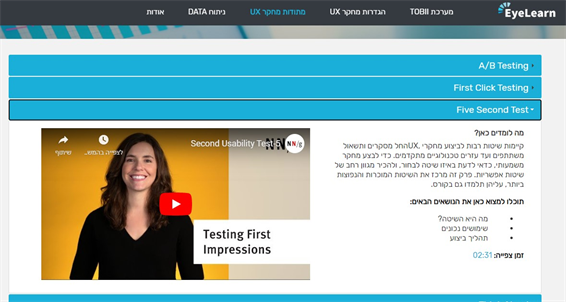 EyeLearn
מערכת TOBII
הגדרות מחקר UX
מתודות מחקר UX
ניתוח DATA
אודות
A/B Testing
First Click Testing
Five Second Test
מה לומדים כאן?
קיימות שיטות רבות לביצוע מחקרי .UXהחל מסקרים ותשאול
משתתפים ועד עזרים טכנולוגיים מתקדמים. כדי לבצע מחקר
משמעותי, כדאי לדעת באיזו שיטה לבחור. ולהכיר מגוון רחב של
שיטות אפשריות. פרק זה מרכז את השיטות המוכרות והנפוצות
ביותר, עליהן תלמדו גם בקורס.
תוכלו למצוא כאן את הנושאים הבאים:
מה היא השיטה?
שימושים נכונים
תהליך ביצוע
זמן צפייה: 02:31
Second Usability Test-5
NN/g
לצפייה בהמש...
שיתוף
Testing First
Impressions